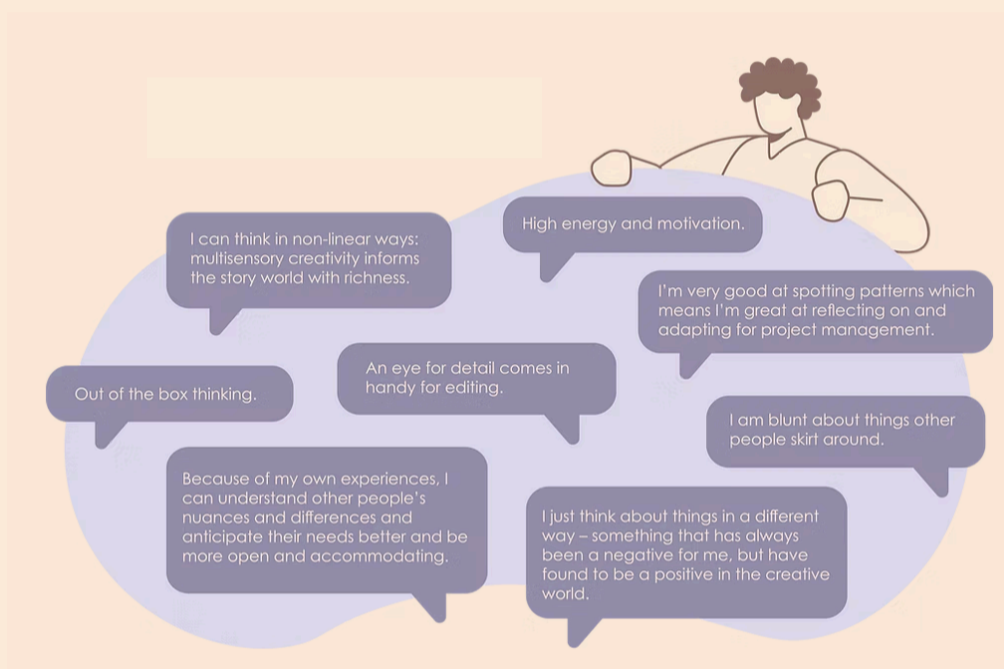 High energy and motivation.
I can think in non-linear ways:
multisensory creativity informs
the story world with richness.
I'm very good at spotting patterns which
means I'm great at reflecting on and
adapting for project management.
An eye for detail comes in
handy for editing.
Out of the box thinking.
I am blunt about things other
people skirt around.
Because of my own experiences, I
can understand other people's
nuances and differences and
anticipate their needs better and be
more open and accommodating.
I just think about things in a different
way – something that has always
been a negative for me, but have
found to be a positive in the creative
world.